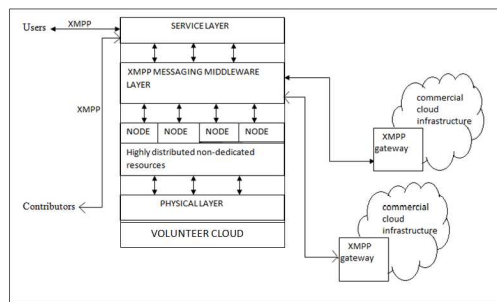 Users
XMPP
SERVICE LAYER
XMPP MESSAGING MIDDLEWARE
LAYER
XMPP
NODE NODE NODE NODE
Highly distributed non-dedicated
resources
Contributors
PHYSICAL LAYER
VOLUNTEER CLOUD
commercial
cloud
infrastructure
XMPP
gateway
commercial
cloud
infrastructure
XMPP
gateway